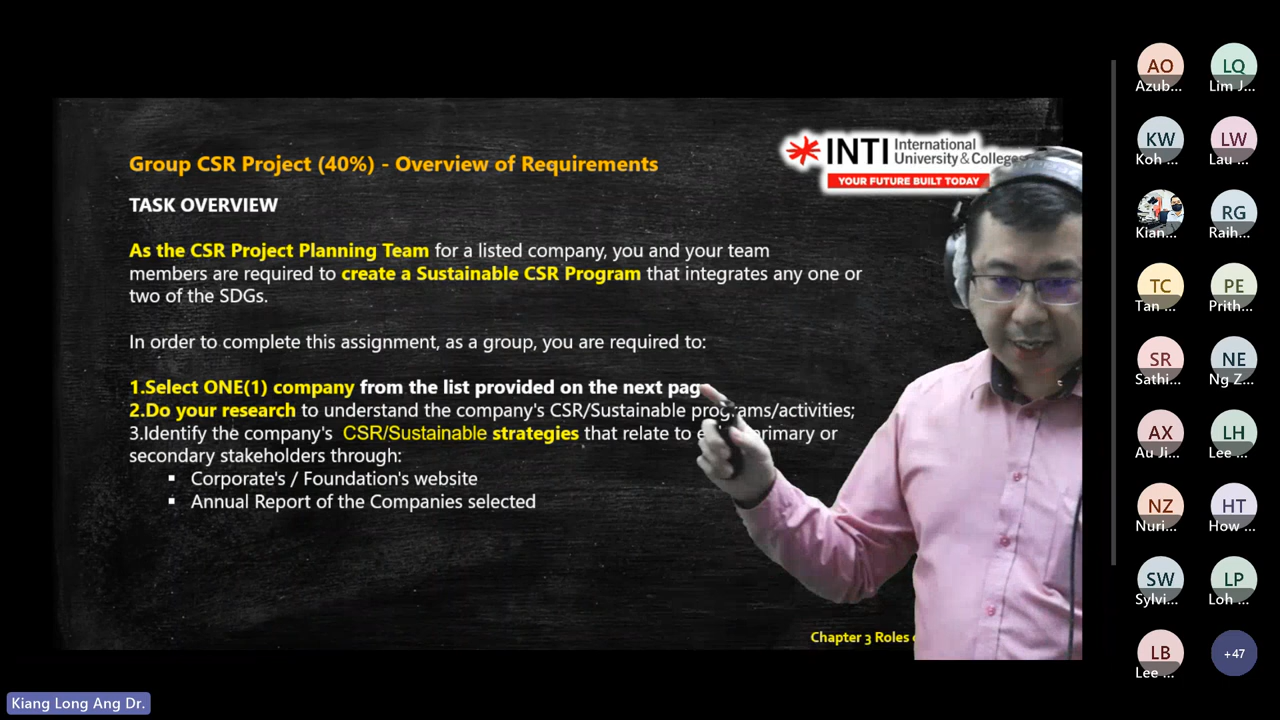 Group CSR Project (40%) - Overview of Requirements
INTI International
University & Colleges
YOUR FUTURE BUILT TODAY
TASK OVERVIEW
As the CSR Project Planning Team for a listed company, you and your team
members are required to create a Sustainable CSR Program that integrates any one or
two of the SDGs.
In order to complete this assignment, as a group, you are required to:
1.Select ONE(1) company from the list provided on the next pag
2.Do your research to understand the company's CSR/Sustainable programs/activities;
3.Identify the company's CSR/Sustainable strategies that relate to primary or
secondary stakeholders through:
▪ Corporate's / Foundation's website
▪ Annual Report of the Companies selected
Chapter 3 Roles
Kiang Long Ang Dr.
AO
Azub...
LQ
Lim J...
KW
Koh ...
LW
Lau ...
Kian...
RG
Raih...
TC
Tan ...
PE
Prith...
SR
Sathi...
NE
Ng Z...
AX
Au Ji...
LH
Lee ...
NZ
Nuri...
HT
How ...
SW
Sylvi...
LP
Loh ...
LB
Lee ...
+47